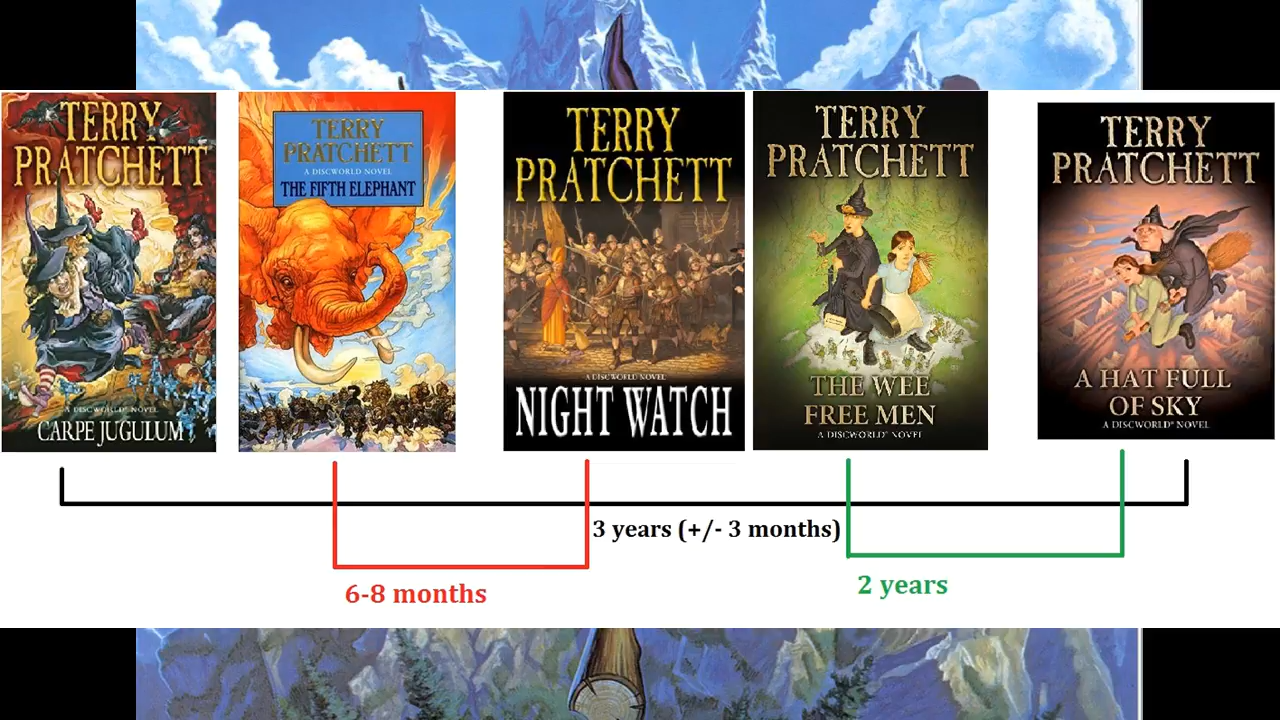 TERRY
PRATCHETT
A DISCWORLD® NOVEL
CARPE JUGULUM
TERRY
PRATCHETT
A DISCWORLD NOVEL
THE FIFTH ELEPHANT
TERRY
PRATCHETT
A DISCWORLD NOVEL
NIGHT WATCH
TERRY
PRATCHETT
THE WEE
FREE MEN
A DISCWORLD® NOVEL
TERRY
PRATCHETT
A HAT FULL
OF SKY
A DISCWORLD® NOVEL
3 years (+/- 3 months)
6-8 months
2 years